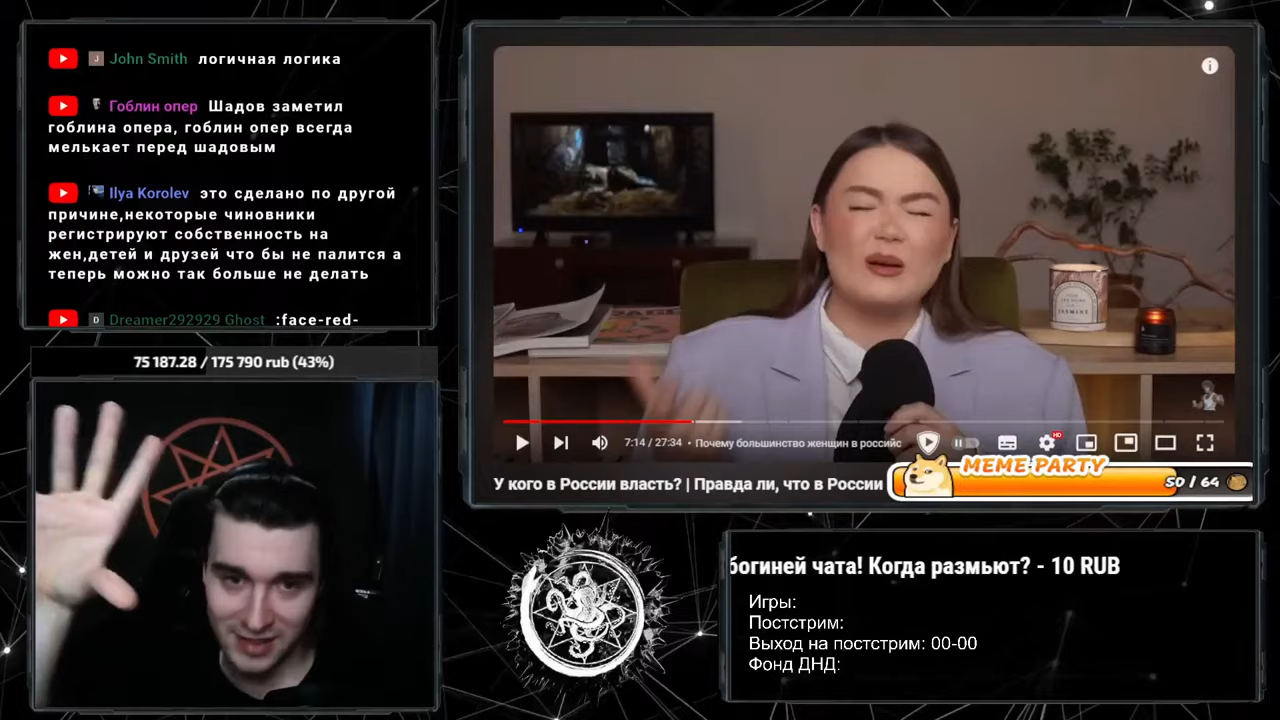 John Smith логичная логика
Гоблин опер Шадов заметил
гоблина опера, гоблин опер всегда
мелькает перед шадовым
Ilya Korolev это сделано по другой
причине,некоторые чиновники
регистрируют собственность на
жен,детей и друзей что бы не палится а
теперь можно так больше не делать
D Dreamer292929 Ghost :face-red-
75 187.28 / 175 790 rub (43%)
JASMINE
7:14 / 27:34 • Почему большинство женщин в российс
HD
MEME PARTY
50 / 64
У кого в России власть? | Правда ли, что в России
богиней чата! Когда размьют? - 10 RUB
Игры:
Постстрим:
Выход на постстрим: 00-00
Фонд ДНД: